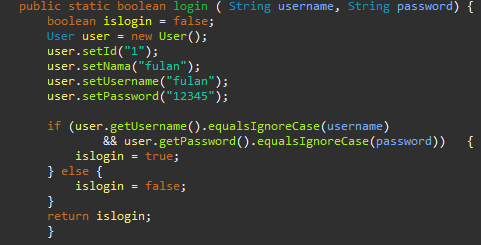 public static boolean login ( String username, String password) {
boolean islogin = false;
User user = new User();
user.setId("1");
user.setNama("fulan");
user.setUsername("fulan");
user.setPassword("12345");
if (user.getUsername().equalsIgnoreCase(username)
&& user.getPassword().equalsIgnoreCase(password)) {
islogin = true;
} else {
islogin = false;
}
return islogin;
}